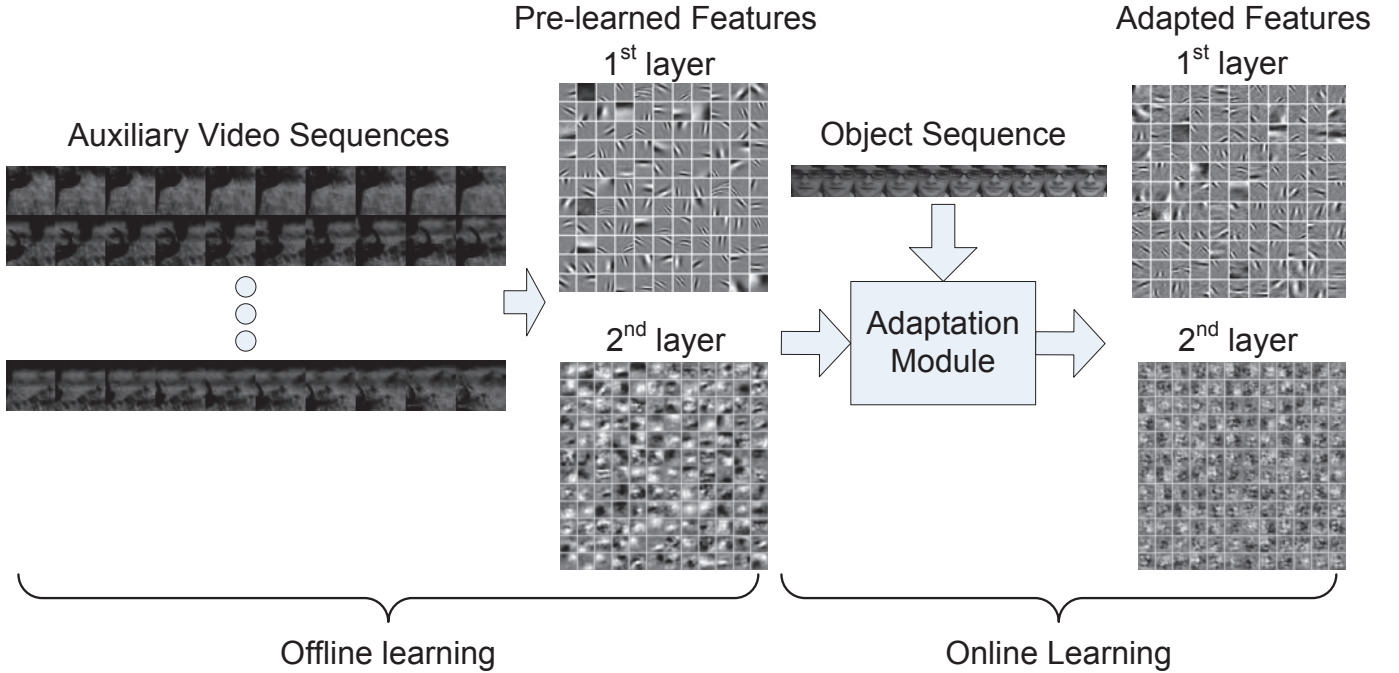 Pre-learned Features
1st layer
Auxiliary Video Sequences
2nd layer
Object Sequence
Adaptation
Module
Adapted Features
1st layer
2nd layer
Offline learning
Online Learning